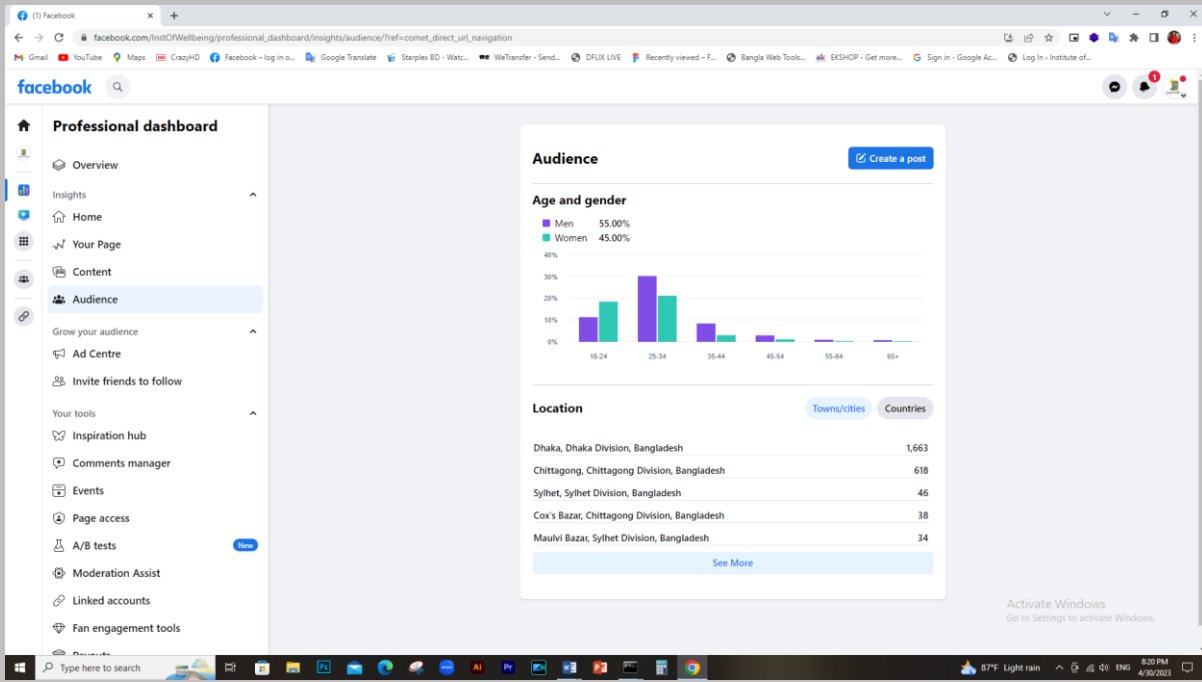 (1) Facebook
facebook.com/InstOfWellbeing/professional_dashboard/insights/audience/?ref=comet_direct_url_navigation
Gmail YouTube Maps CrazyHD Facebook – log in o... Google Translate Starplex BD - Watc... WeTransfer - Send... DFLIX LIVE Recently viewed – F... Bangla Web Tools... EKSHOP - Get more... Sign in - Google Ac... Log In ‹ Institute of...
facebook
1
Professional dashboard
Overview
Insights
Home
Your Page
Content
Audience
Grow your audience
Ad Centre
Invite friends to follow
Your tools
Inspiration hub
Comments manager
Events
Page access
A/B tests New
Moderation Assist
Linked accounts
Fan engagement tools
Audience
Create a post
Age and gender
Men 55.00%
Women 45.00%
40%
30%
20%
10%
0%
18-24 25-34 35-44 45-54 55-64 65+
Location
Towns/cities Countries
Dhaka, Dhaka Division, Bangladesh 1,663
Chittagong, Chittagong Division, Bangladesh 618
Sylhet, Sylhet Division, Bangladesh 46
Cox's Bazar, Chittagong Division, Bangladesh 38
Maulvi Bazar, Sylhet Division, Bangladesh 34
See More
Activate Windows
Go to Settings to activate Windows.
Type here to search
Ps Ai Pr
87°F Light rain ENG
8:20 PM
4/30/2023